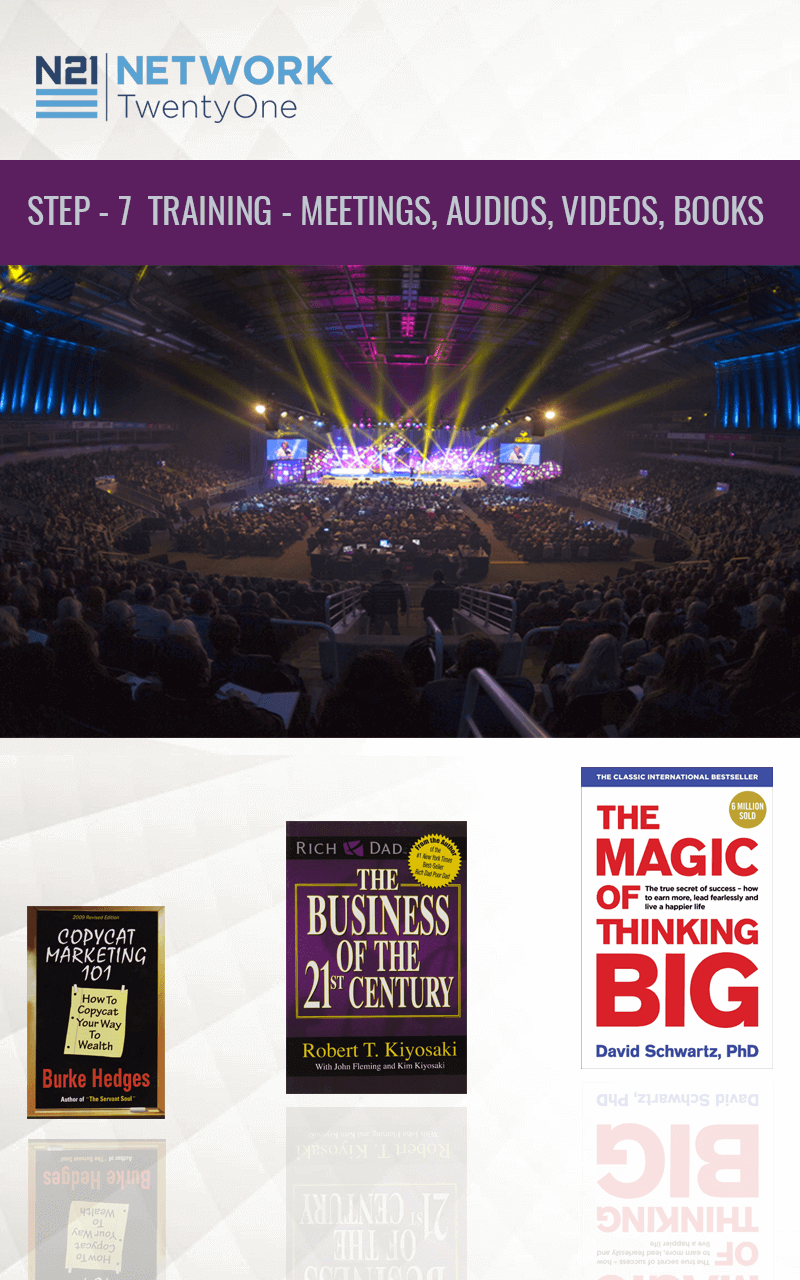 N21 NETWORK
TwentyOne
STEP - 7 TRAINING - MEETINGS, AUDIOS, VIDEOS, BOOKS
2009 Revised Edition
COPYCAT
MARKETING
101
How To
Copycat
Your Way
To
Wealth
Burke Hedges
Author of "The Servant Soul"
RICH DAD
From the Author
of the
#1 New York Times
Best-Seller
Rich Dad Poor Dad
THE
BUSINESS
OF THE
21ST CENTURY
Robert T. Kiyosaki
With John Fleming and Kim Kiyosaki
THE CLASSIC INTERNATIONAL BESTSELLER
6 MILLION
SOLD
THE
MAGIC
OF
The true secret of success – how
to earn more, lead fearlessly and
live a happier life
THINKING
BIG
David Schwartz, PhD